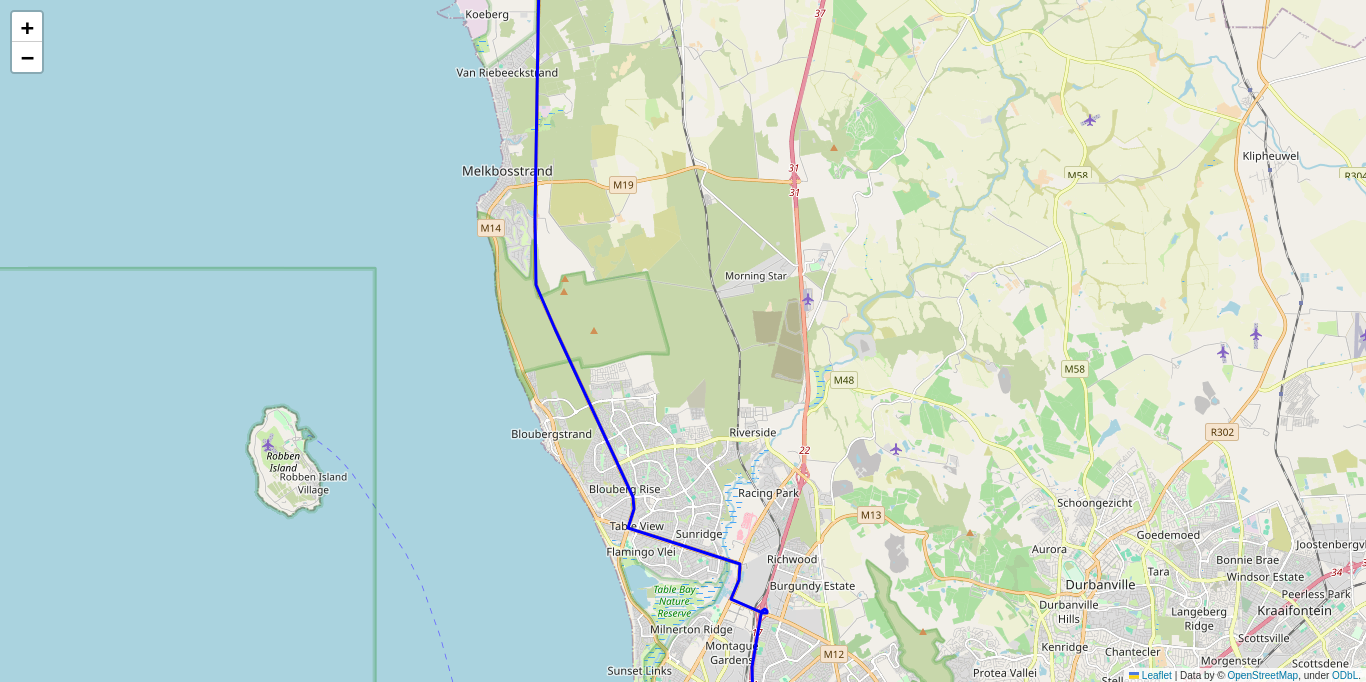 +
−
Koeberg
37
Van Riebeeckstrand
Klipheuwel
Melkbosstrand
31
M58
R304
M19
31
M14
Morning Star
M48
M58
Bloubergstrand
Riverside
R302
22
Robben
Island
Robben Island
Village
Blouberg Rise
Racing Park
Schoongezicht
M13
Table View
Sunridge
Goedemoed
Joostenbergvl
Flamingo Vlei
Aurora
Richwood
Bonnie Brae
Tara
34
Windsor Estate
Burgundy Estate
Durbanville
Table Bay
Nature
Reserve
Peerless Park
Durbanville
Hills
Langeberg
Ridge
Kraaifontein
Milnerton Ridge
17
Scottsville
Montague
Gardens
M12
Kenridge
Chantecler
Morgenster
Scottsdene
Sunset Links
Protea Vallei
Stell
Leaflet | Data by © OpenStreetMap, under ODbL.